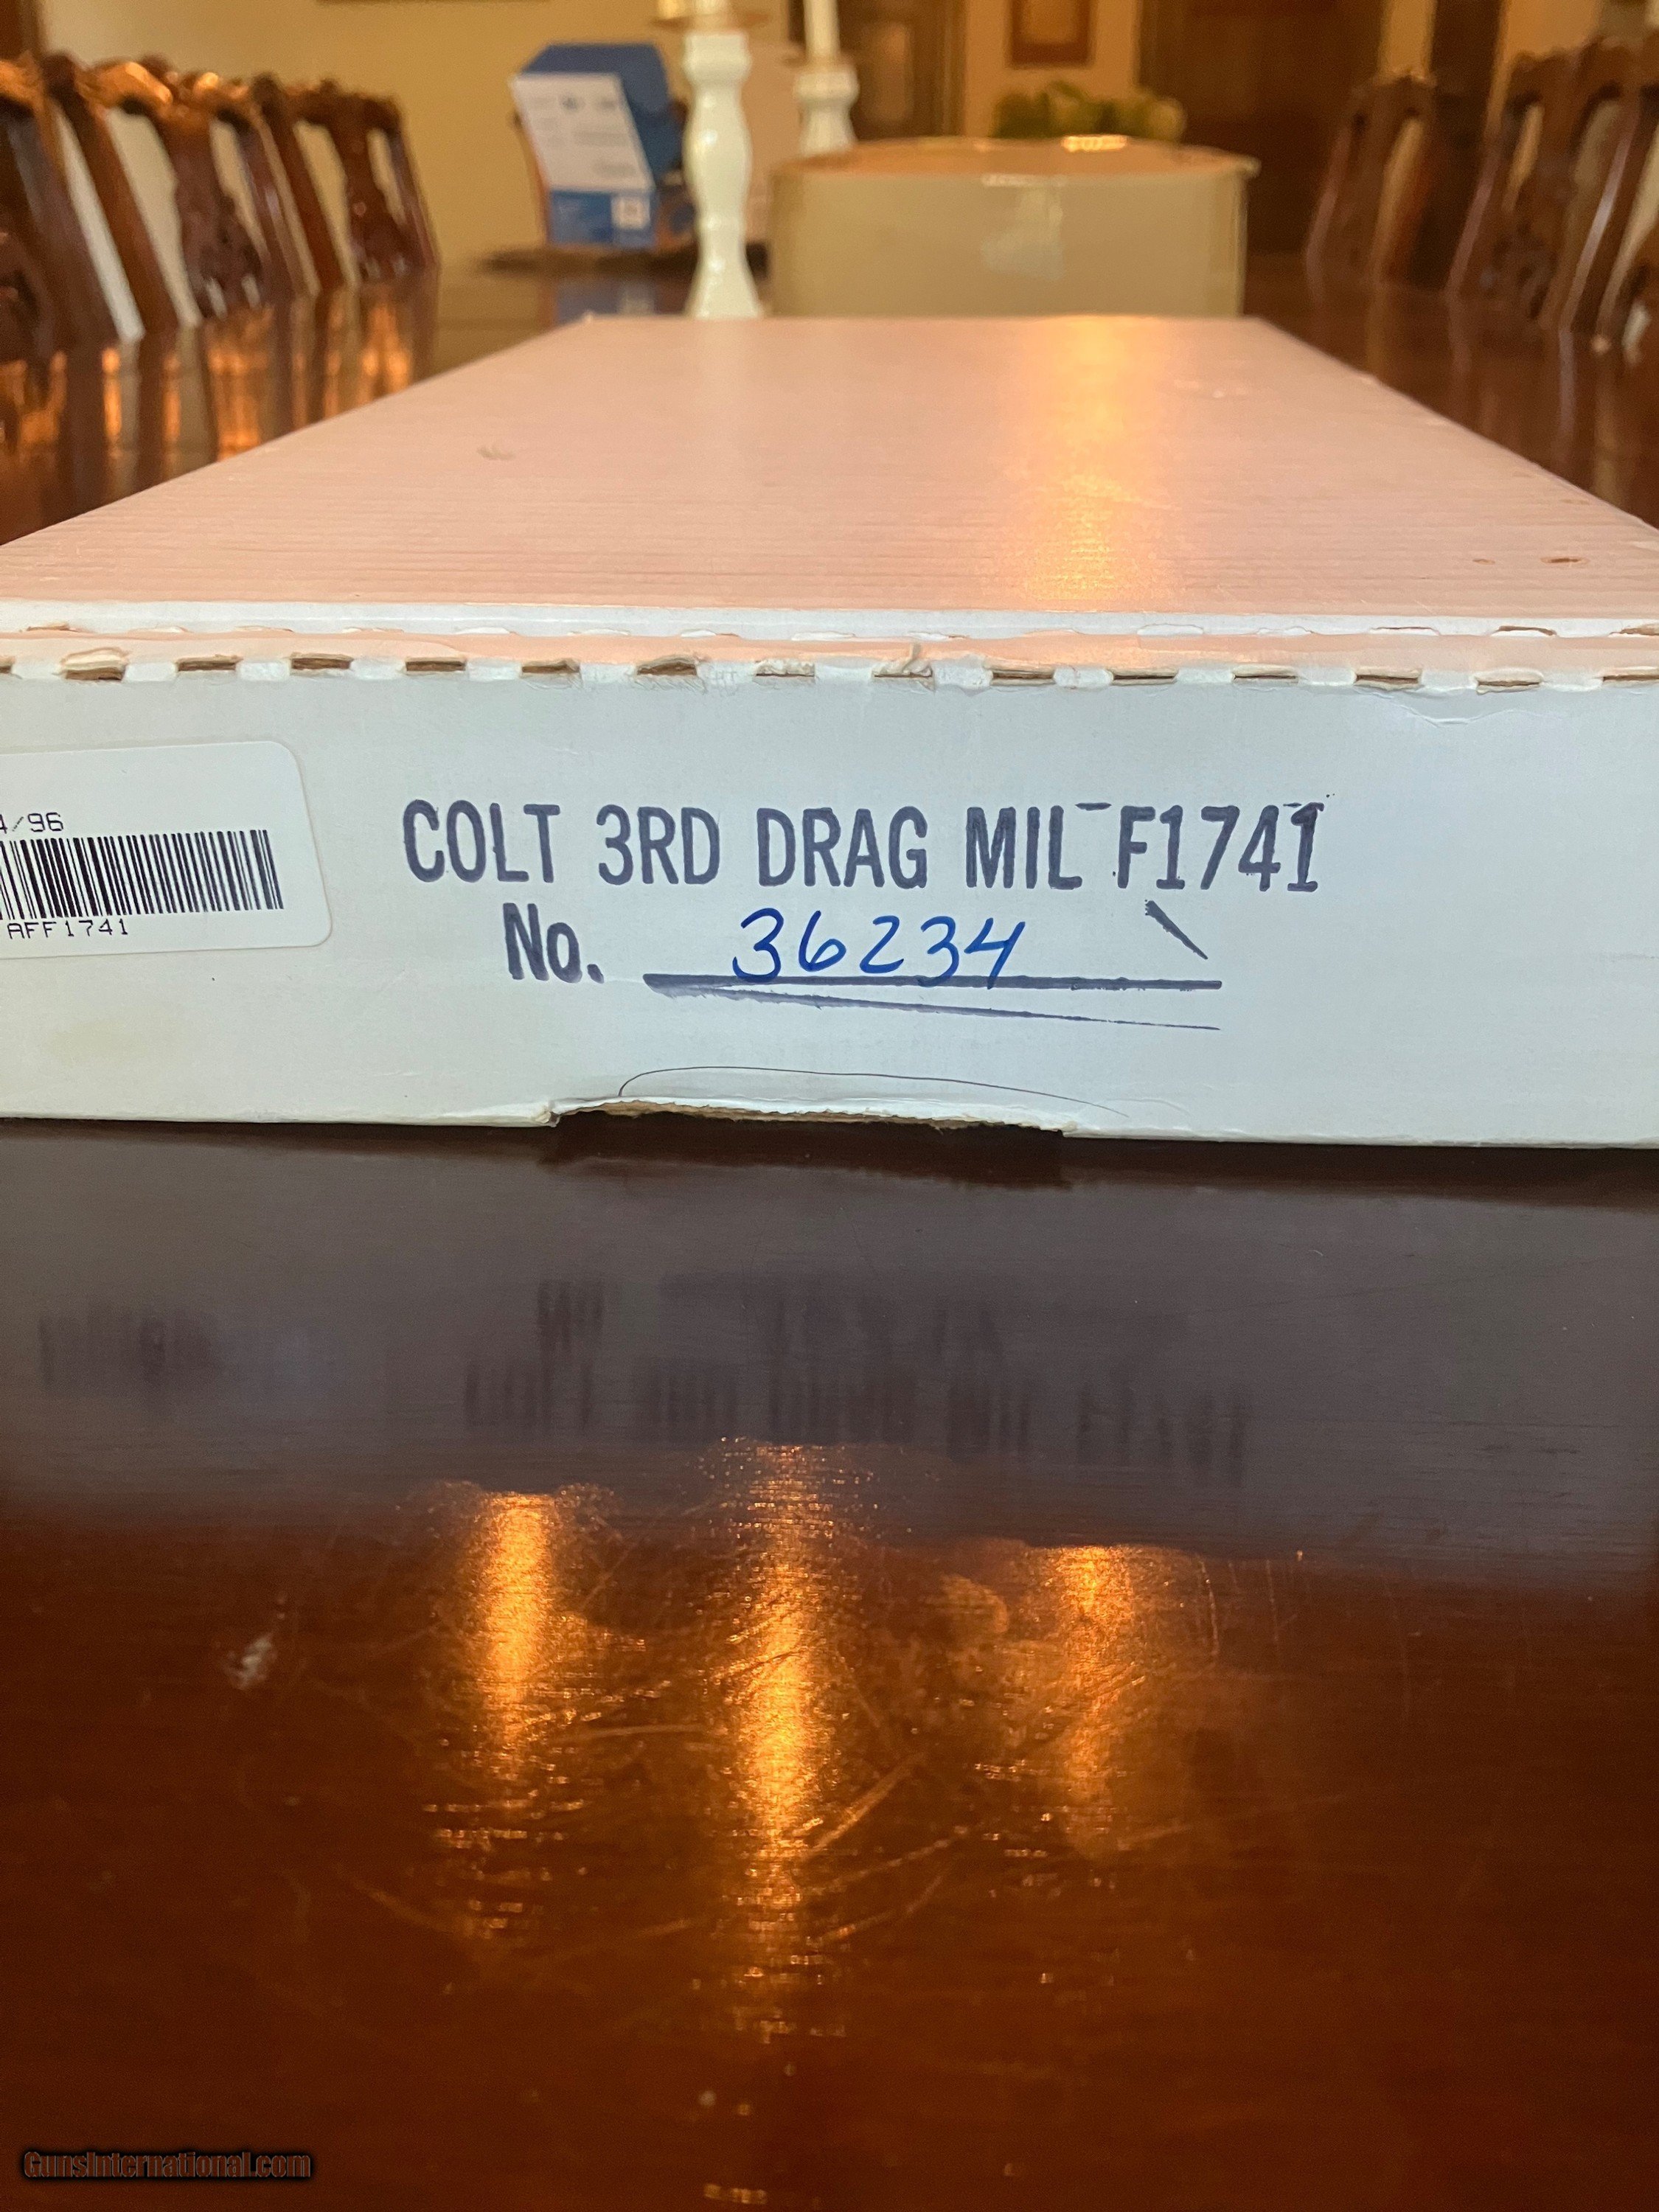 4/96
AFF1741
COLT 3RD DRAG MIL F1741
No. 36234
GunsInternational.com